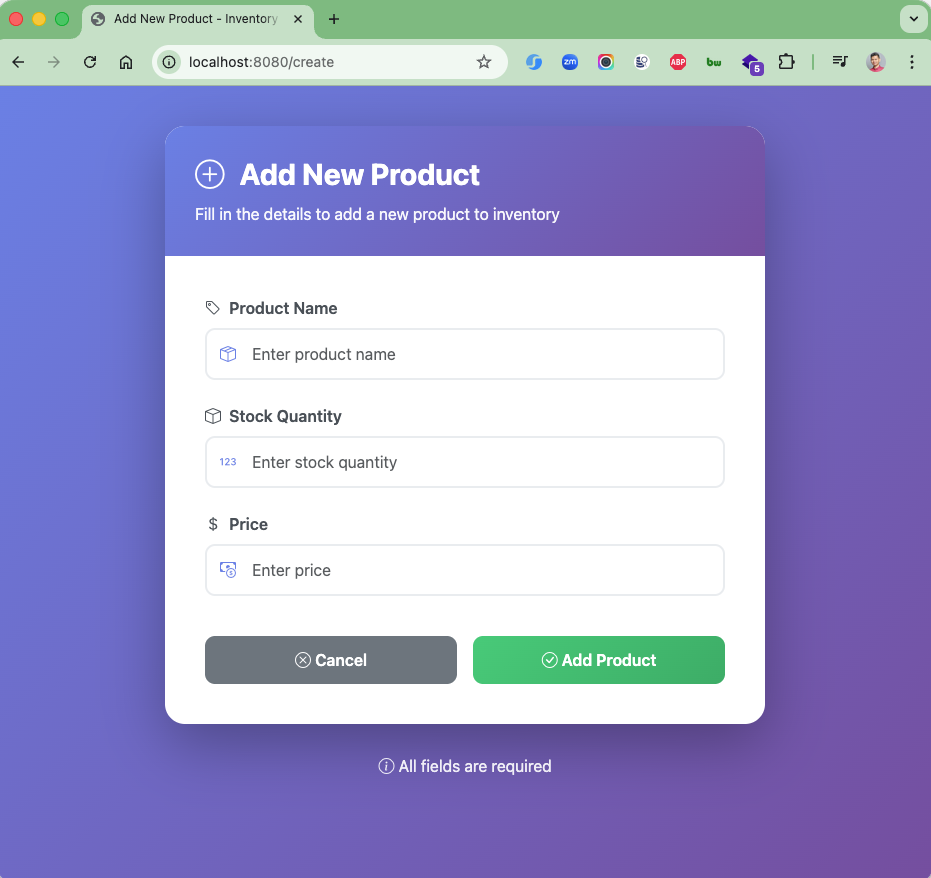 Add New Product - Inventory
localhost:8080/create
zm
ABP
bw
5
Add New Product
Fill in the details to add a new product to inventory
Product Name
Enter product name
Stock Quantity
123
Enter stock quantity
$ Price
Enter price
Cancel
Add Product
All fields are required